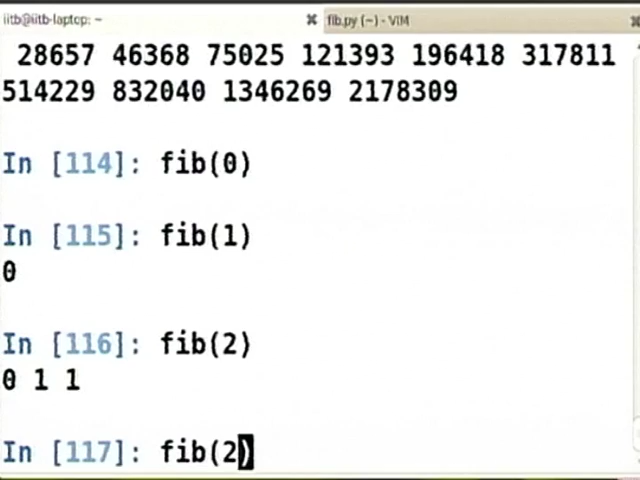 iitb@iitb-laptop: ~ ✖ fib.py (~) - VIM ✖
28657 46368 75025 121393 196418 317811
514229 832040 1346269 2178309
In [114]: fib(0)
In [115]: fib(1)
0
In [116]: fib(2)
0 1 1
In [117]: fib(2)